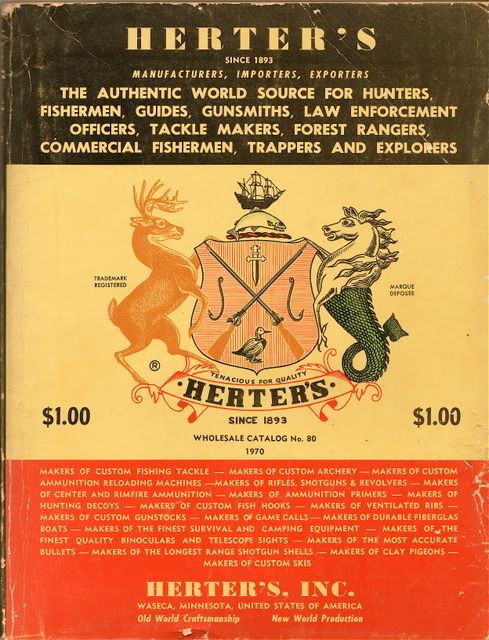 HERTER'S
SINCE 1893
MANUFACTURERS, IMPORTERS, EXPORTERS
THE AUTHENTIC WORLD SOURCE FOR HUNTERS,
FISHERMEN, GUIDES, GUNSMITHS, LAW ENFORCEMENT
OFFICERS, TACKLE MAKERS, FOREST RANGERS,
COMMERCIAL FISHERMEN, TRAPPERS AND EXPLORERS
TRADEMARK
REGISTERED
MARQUE
DEPOSÉE
®
TENACIOUS FOR QUALITY
·HERTER'S·
SINCE 1893
$1.00
$1.00
WHOLESALE CATALOG No. 80
1970
MAKERS OF CUSTOM FISHING TACKLE — MAKERS OF CUSTOM ARCHERY — MAKERS OF CUSTOM
AMMUNITION RELOADING MACHINES —MAKERS OF RIFLES, SHOTGUNS & REVOLVERS — MAKERS
OF CENTER AND RIMFIRE AMMUNITION — MAKERS OF AMMUNITION PRIMERS — MAKERS OF
HUNTING DECOYS — MAKERS OF CUSTOM FISH HOOKS — MAKERS OF VENTILATED RIBS —
MAKERS OF CUSTOM GUNSTOCKS — MAKERS OF GAME CALLS — MAKERS OF DURABLE FIBERGLAS
BOATS — MAKERS OF THE FINEST SURVIVAL AND CAMPING EQUIPMENT — MAKERS OF THE
FINEST QUALITY BINOCULARS AND TELESCOPE SIGHTS — MAKERS OF THE MOST ACCURATE
BULLETS — MAKERS OF THE LONGEST RANGE SHOTGUN SHELLS — MAKERS OF CLAY PIGEONS —
MAKERS OF CUSTOM SKIS
HERTER'S, INC.
WASECA, MINNESOTA, UNITED STATES OF AMERICA
Old World Craftsmanship New World Production